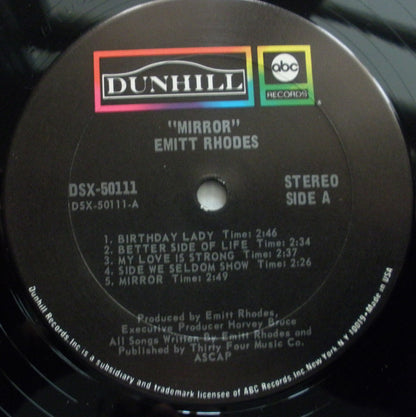 DUNHILL
abc
RECORDS
"MIRROR"
EMITT RHODES
DSX-50111
DSX-50111-A
STEREO
SIDE A
1. BIRTHDAY LADY Time: 2:46
2. BETTER SIDE OF LIFE Time: 2:34
3. MY LOVE IS STRONG Time: 2:37
4. SIDE WE SELDOM SHOW Time: 2:26
5. MIRROR Time: 2:49
Produced by Emitt Rhodes,
Executive Producer Harvey Bruce
All Songs Written By Emitt Rhodes and
Published by Thirty Four Music Co.
ASCAP
Dunhill Records Inc. is a subsidiary and trademark licensee of ABC Records Inc. New York N Y 10019 • Made in USA